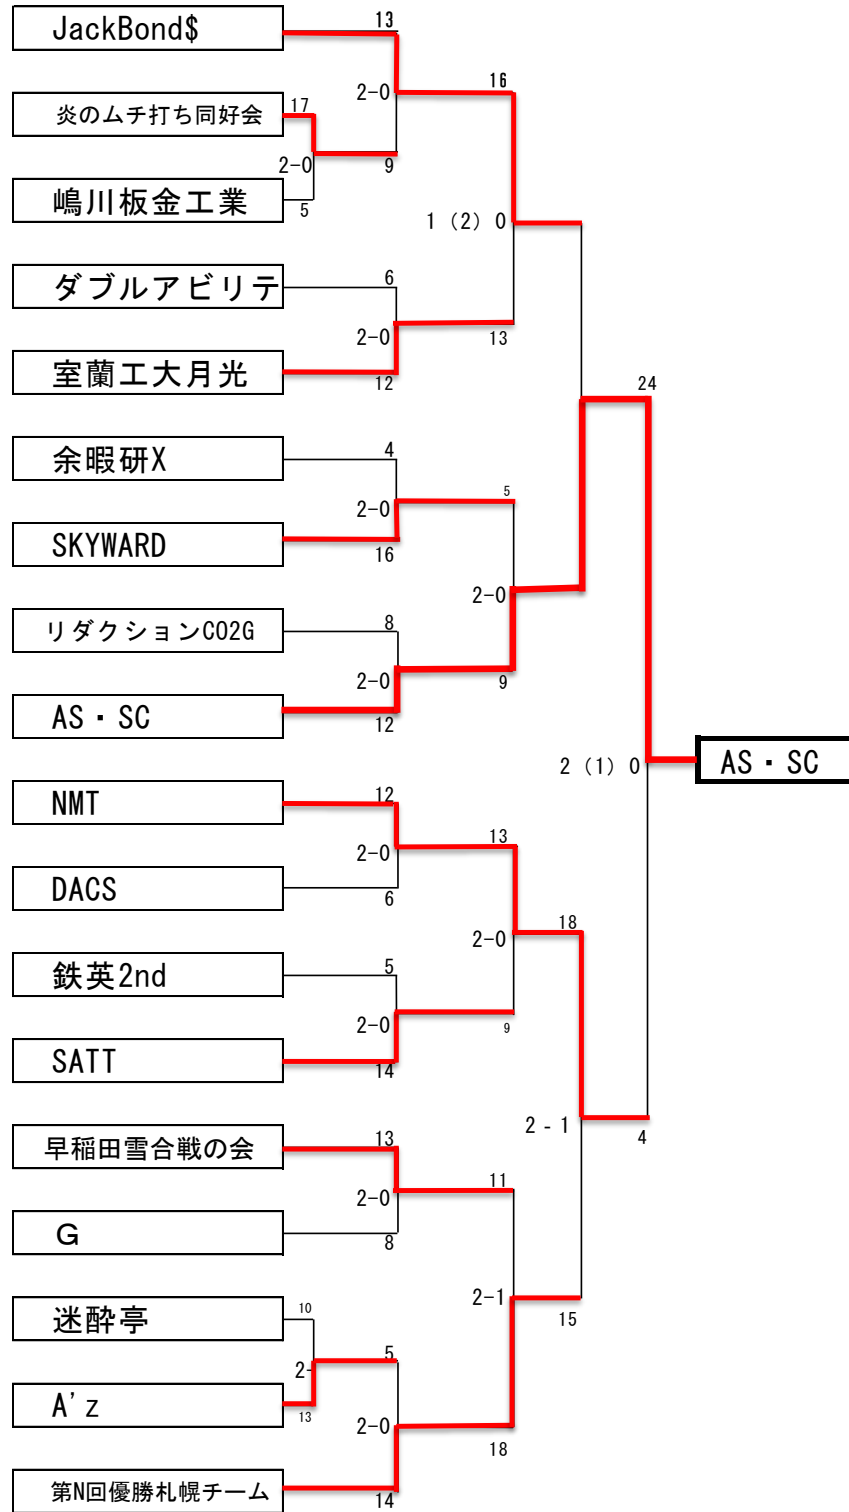 13
JackBond$
16
2-0
17
炎のムチ打ち同好会
2-0
9
嶋川板金工業
5
1 (2) 0
6
ダブルアビリテ
2-0
13
室蘭工大月光
12
24
4
余暇研X
5
2-0
SKYWARD
16
2-0
8
リダクションCO2G
2-0
9
AS・SC
12
2 (1) 0
AS・SC
12
NMT
13
2-0
DACS
6
18
2-0
5
鉄英2nd
2-0
9
SATT
14
2 - 1
4
13
早稲田雪合戦の会
11
2-0
G
8
2-1
10
15
迷酔亭
5
2-
A'z
13
2-0
18
第N回優勝札幌チーム
14